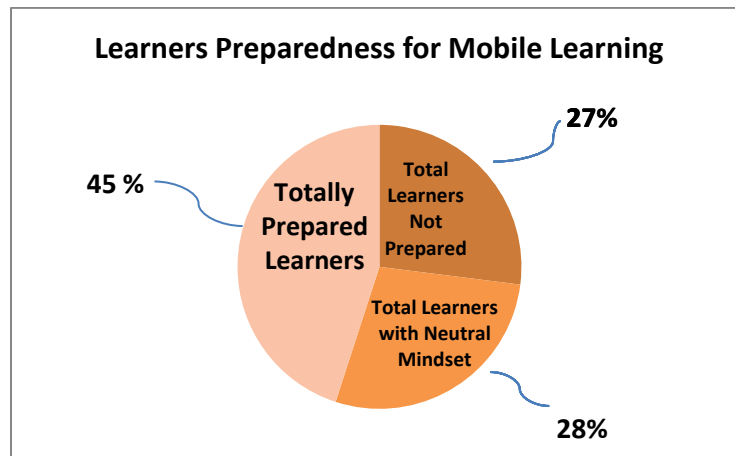 Learners Preparedness for Mobile Learning
27%
45 %
Total
Learners
Not
Prepared
Totally
Prepared
Learners
Total Learners
with Neutral
Mindset
28%